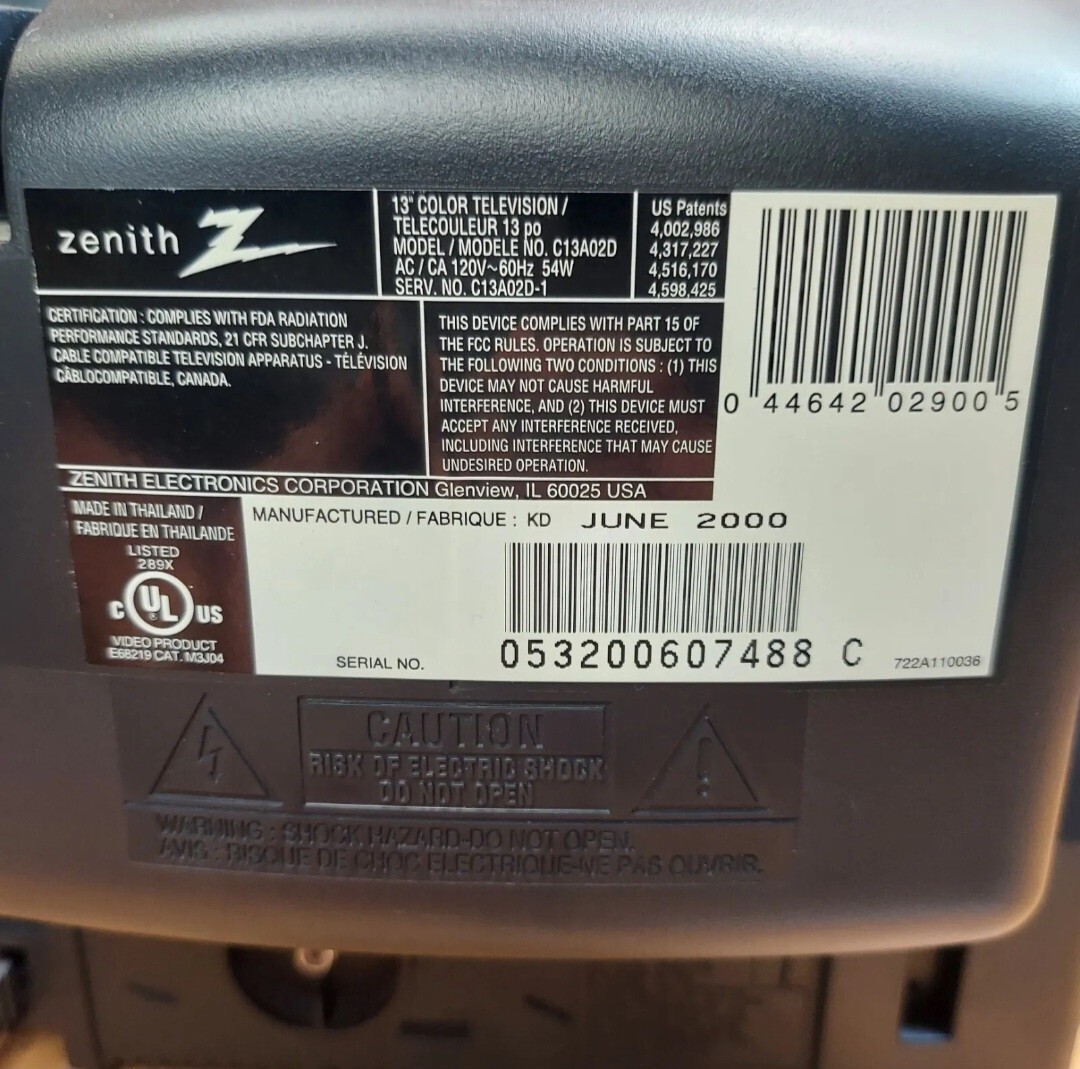 zenith
13" COLOR TELEVISION /
TELECOULEUR 13 po
MODEL / MODELE NO. C13A02D
AC / CA 120V~60Hz 54W
SERV. NO. C13A02D-1
US Patents
4,002,986
4,317,227
4,516,170
4,598,425
0 44642 02900 5
CERTIFICATION : COMPLIES WITH FDA RADIATION
PERFORMANCE STANDARDS, 21 CFR SUBCHAPTER J.
CABLE COMPATIBLE TELEVISION APPARATUS - TÉLÉVISION
CÂBLOCOMPATIBLE, CANADA.
THIS DEVICE COMPLIES WITH PART 15 OF
THE FCC RULES. OPERATION IS SUBJECT TO
THE FOLLOWING TWO CONDITIONS : (1) THIS
DEVICE MAY NOT CAUSE HARMFUL
INTERFERENCE, AND (2) THIS DEVICE MUST
ACCEPT ANY INTERFERENCE RECEIVED,
INCLUDING INTERFERENCE THAT MAY CAUSE
UNDESIRED OPERATION.
ZENITH ELECTRONICS CORPORATION Glenview, IL 60025 USA
MADE IN THAILAND /
FABRIQUE EN THAILANDE
LISTED
289X
C UL ® US
VIDEO PRODUCT
E68219 CAT. M3J04
MANUFACTURED / FABRIQUE : KD JUNE 2000
SERIAL NO. 053200607488 C
722A110036
CAUTION
RISK OF ELECTRIC SHOCK
DO NOT OPEN
WARNING : SHOCK HAZARD-DO NOT OPEN.
AVIS : RISQUE DE CHOC ELECTRIQUE-NE PAS OUVRIR.